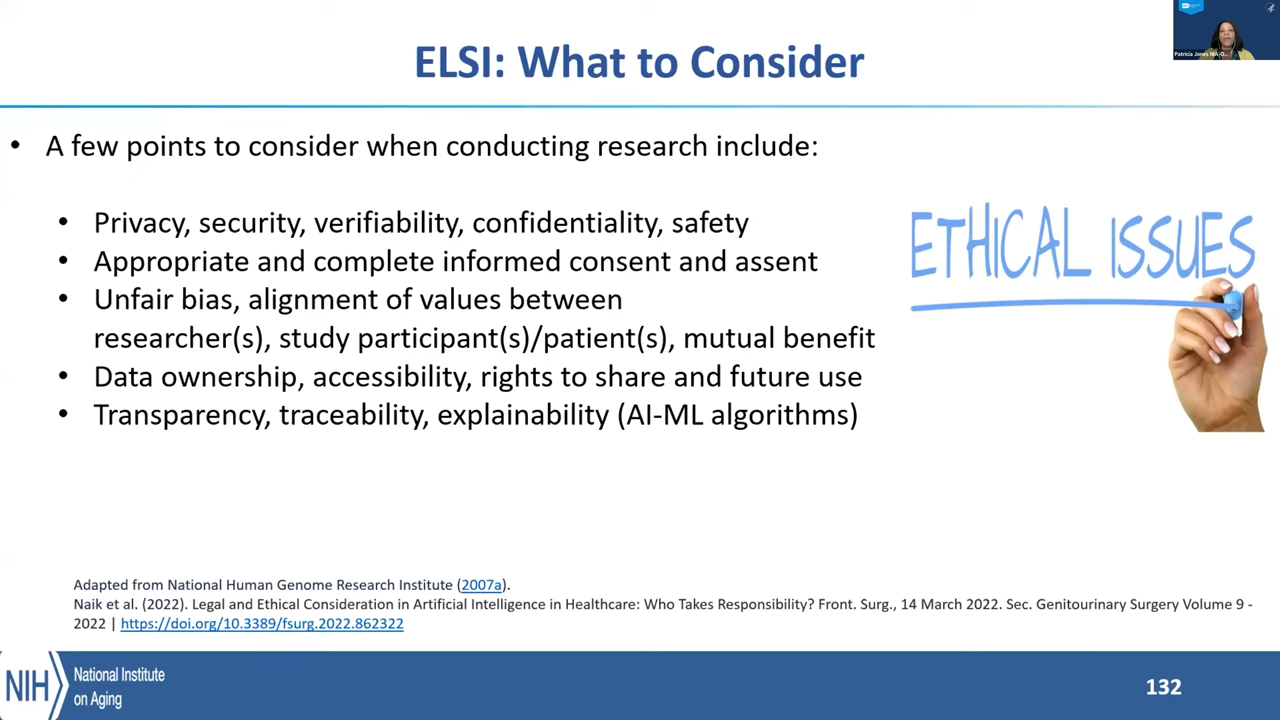 ELSI: What to Consider
Patricia Jones NIA-O...
• A few points to consider when conducting research include:
• Privacy, security, verifiability, confidentiality, safety
• Appropriate and complete informed consent and assent
• Unfair bias, alignment of values between
researcher(s), study participant(s)/patient(s), mutual benefit
• Data ownership, accessibility, rights to share and future use
• Transparency, traceability, explainability (AI-ML algorithms)
ETHICAL ISSUES
Adapted from National Human Genome Research Institute (2007a).
Naik et al. (2022). Legal and Ethical Consideration in Artificial Intelligence in Healthcare: Who Takes Responsibility? Front. Surg., 14 March 2022. Sec. Genitourinary Surgery Volume 9 -
2022 | https://doi.org/10.3389/fsurg.2022.862322
NIH
National Institute
on Aging
132